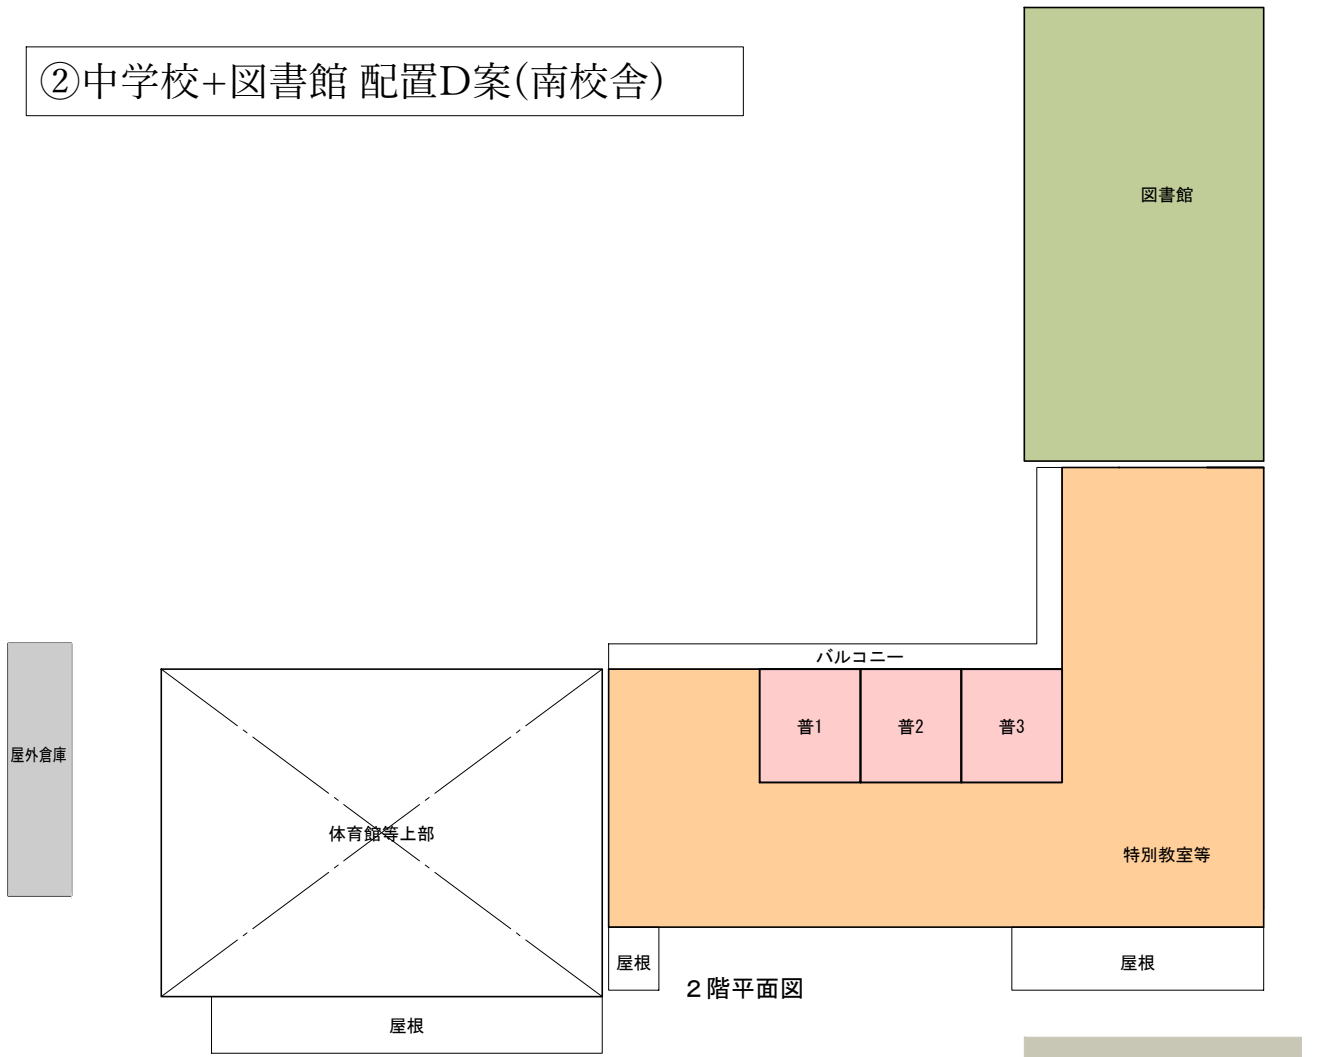 ②中学校+図書館 配置D案(南校舎)
図書館
バルコニー
普1
普2
普3
屋外倉庫
体育館等上部
特別教室等
屋根
屋根
2階平面図
屋根